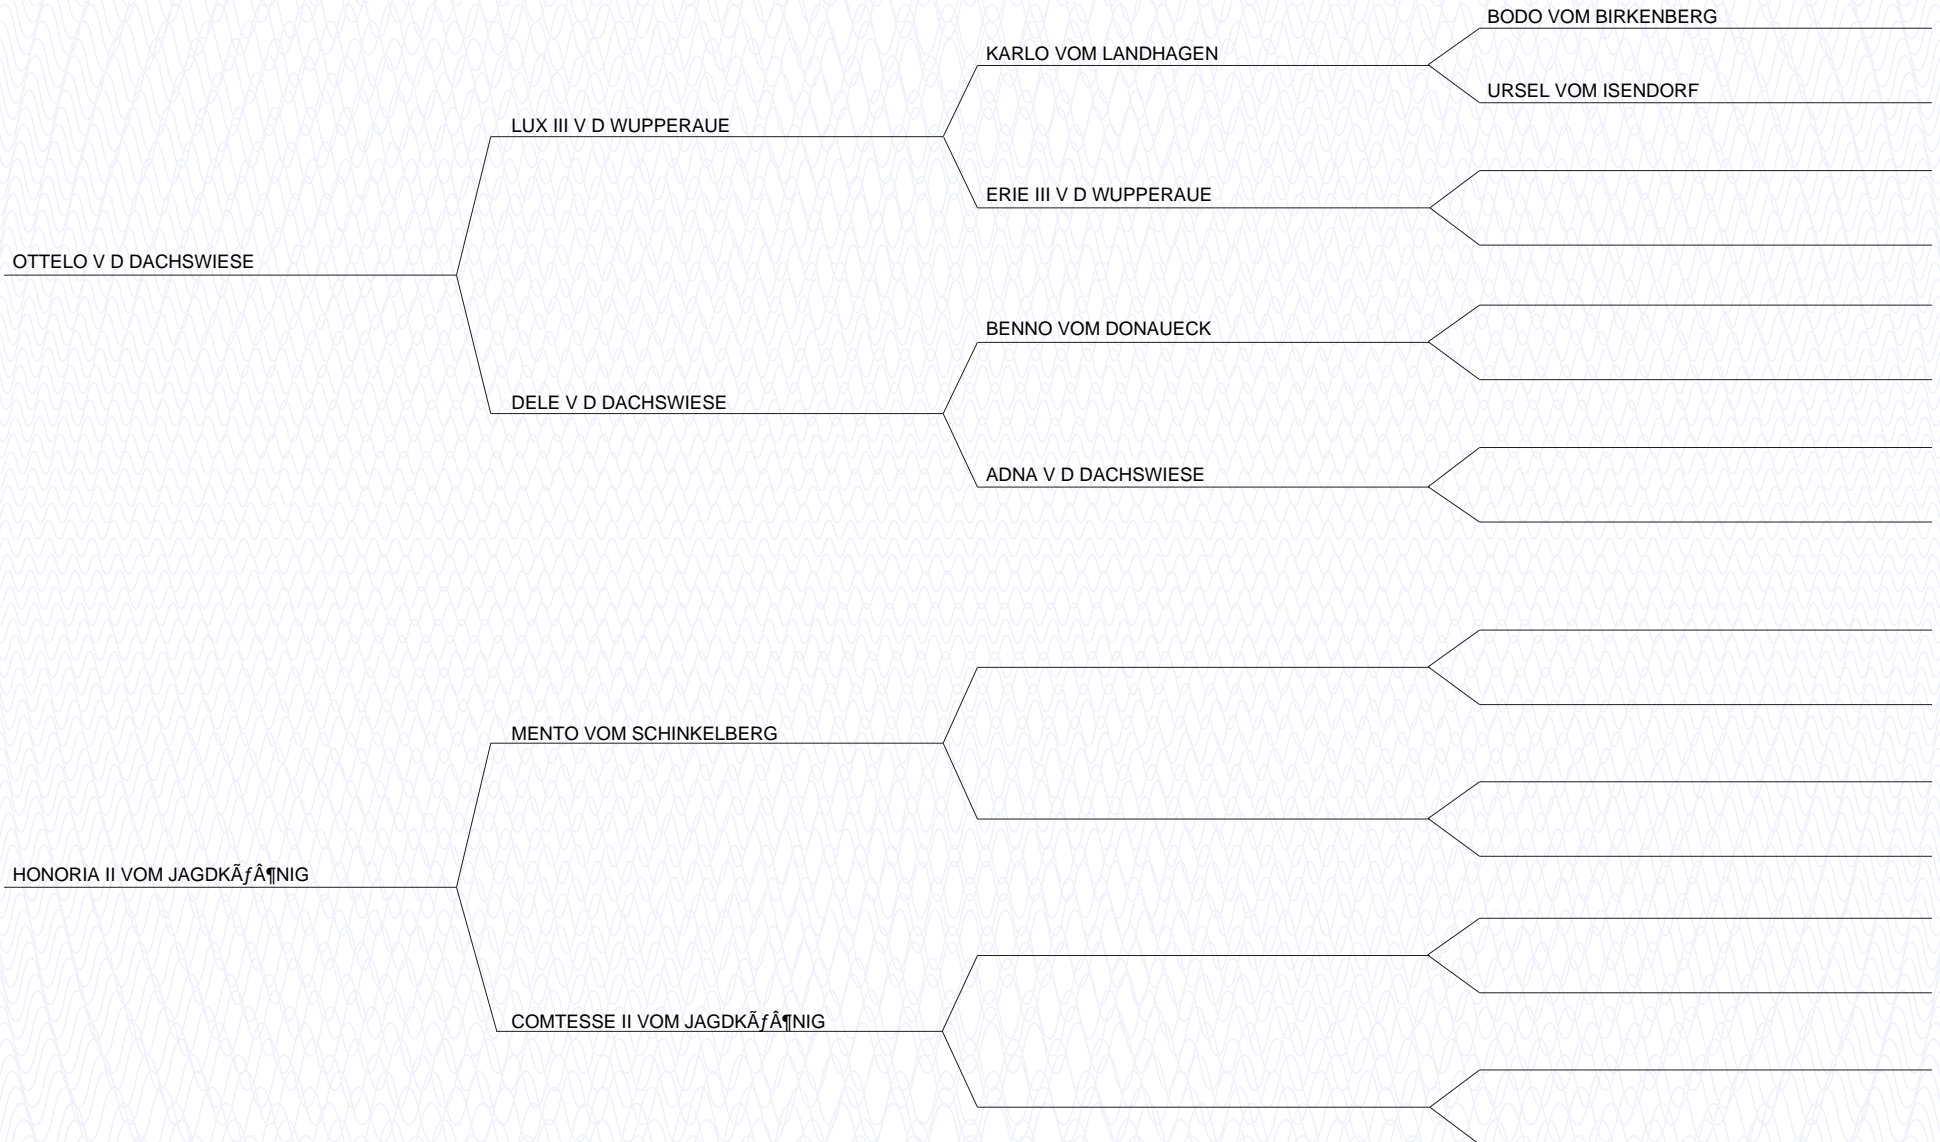 BODO VOM BIRKENBERG
KARLO VOM LANDHAGEN
URSEL VOM ISENDORF
LUX III V D WUPPERAUE
ERIE III V D WUPPERAUE
OTTELO V D DACHSWIESE
BENNO VOM DONAUECK
DELE V D DACHSWIESE
ADNA V D DACHSWIESE
MENTO VOM SCHINKELBERG
HONORIA II VOM JAGDKÃƒÂ¶NIG
COMTESSE II VOM JAGDKÃƒÂ¶NIG